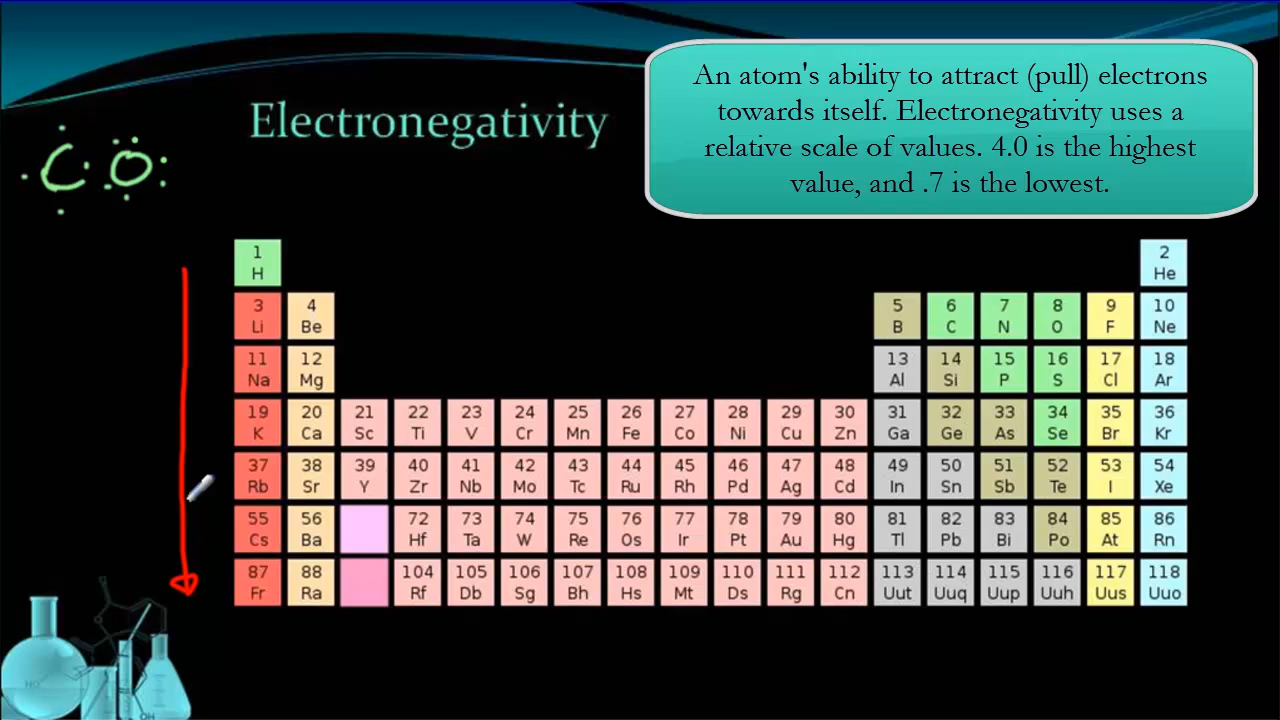 Electronegativity
An atom's ability to attract (pull) electrons
towards itself. Electronegativity uses a
relative scale of values. 4.0 is the highest
value, and .7 is the lowest.
C O
1 2
H He
3 4 5 6 7 8 9 10
Li Be B C N O F Ne
11 12 13 14 15 16 17 18
Na Mg Al Si P S Cl Ar
19 20 21 22 23 24 25 26 27 28 29 30 31 32 33 34 35 36
K Ca Sc Ti V Cr Mn Fe Co Ni Cu Zn Ga Ge As Se Br Kr
37 38 39 40 41 42 43 44 45 46 47 48 49 50 51 52 53 54
Rb Sr Y Zr Nb Mo Tc Ru Rh Pd Ag Cd In Sn Sb Te I Xe
55 56 72 73 74 75 76 77 78 79 80 81 82 83 84 85 86
Cs Ba Hf Ta W Re Os Ir Pt Au Hg Tl Pb Bi Po At Rn
87 88 104 105 106 107 108 109 110 111 112 113 114 115 116 117 118
Fr Ra Rf Db Sg Bh Hs Mt Ds Rg Cn Uut Uuq Uup Uuh Uus Uuo
HO
OH